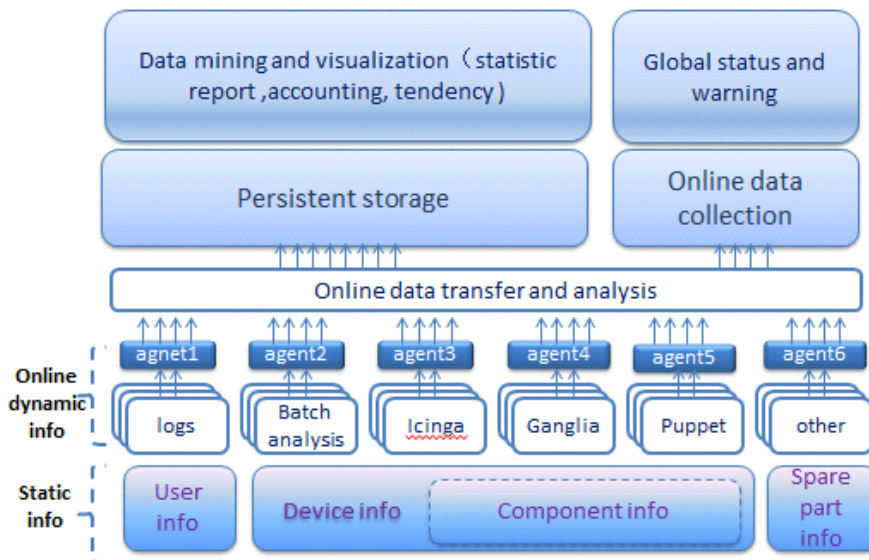 Data mining and visualization（statistic
report ,accounting, tendency）
Global status and
warning
Persistent storage
Online data
collection
Online data transfer and analysis
agnet1
agent2
agent3
agent4
agent5
agent6
Online
dynamic
info
logs
Batch
analysis
Icinga
Ganglia
Puppet
other
Static
info
User
info
Device info
Component info
Spare
part
info